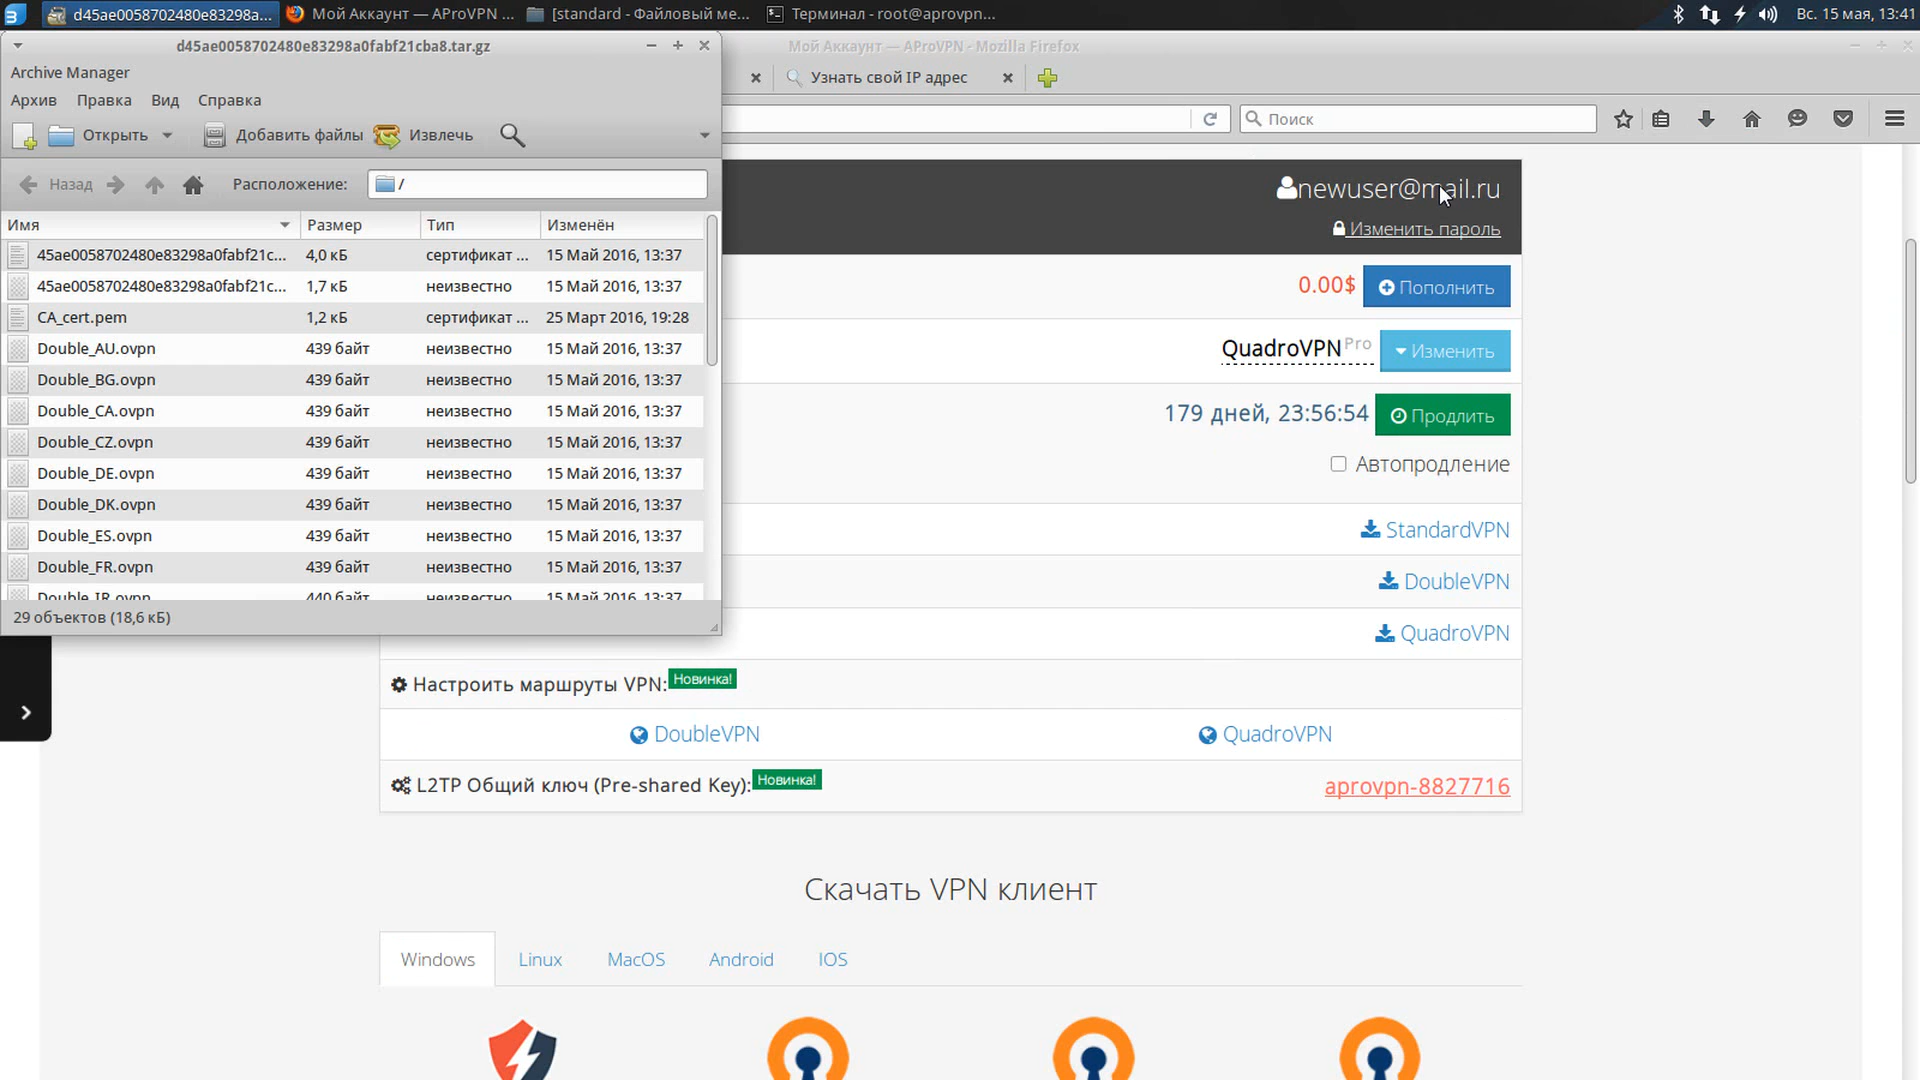 d45ae0058702480e83298a...
Мой Аккаунт — AProVPN ...
[standard - Файловый ме...
Терминал - root@aprovpn...
Вс. 15 мая, 13:41
d45ae0058702480e83298a0fabf21cba8.tar.gz
Мой Аккаунт — AProVPN - Mozilla Firefox
Archive Manager
Узнать свой IP адрес
Архив Правка Вид Справка
Поиск
Открыть Добавить файлы Извлечь
Назад Расположение: /
newuser@mail.ru
Изменить пароль
Имя Размер Тип Изменён
45ae0058702480e83298a0fabf21c... 4,0 кБ сертификат ... 15 Май 2016, 13:37
45ae0058702480e83298a0fabf21c... 1,7 кБ неизвестно 15 Май 2016, 13:37
CA_cert.pem 1,2 кБ сертификат ... 25 Март 2016, 19:28
Double_AU.ovpn 439 байт неизвестно 15 Май 2016, 13:37
Double_BG.ovpn 439 байт неизвестно 15 Май 2016, 13:37
Double_CA.ovpn 439 байт неизвестно 15 Май 2016, 13:37
Double_CZ.ovpn 439 байт неизвестно 15 Май 2016, 13:37
Double_DE.ovpn 439 байт неизвестно 15 Май 2016, 13:37
Double_DK.ovpn 439 байт неизвестно 15 Май 2016, 13:37
Double_ES.ovpn 439 байт неизвестно 15 Май 2016, 13:37
Double_FR.ovpn 439 байт неизвестно 15 Май 2016, 13:37
Double_IR.ovpn 440 байт неизвестно 15 Май 2016, 13:37
29 объектов (18,6 кБ)
0.00$ Пополнить
QuadroVPN Pro Изменить
179 дней, 23:56:54 Продлить
Автопродление
StandardVPN
DoubleVPN
QuadroVPN
Настроить маршруты VPN: Новинка!
DoubleVPN QuadroVPN
L2TP Общий ключ (Pre-shared Key): Новинка! aprovpn-8827716
Скачать VPN клиент
Windows Linux MacOS Android IOS